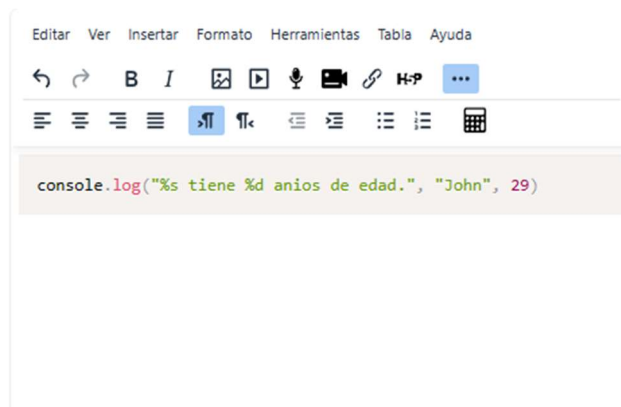 Editar Ver Insertar Formato Herramientas Tabla Ayuda
B I H-P
console.log("%s tiene %d anios de edad.", "John", 29)